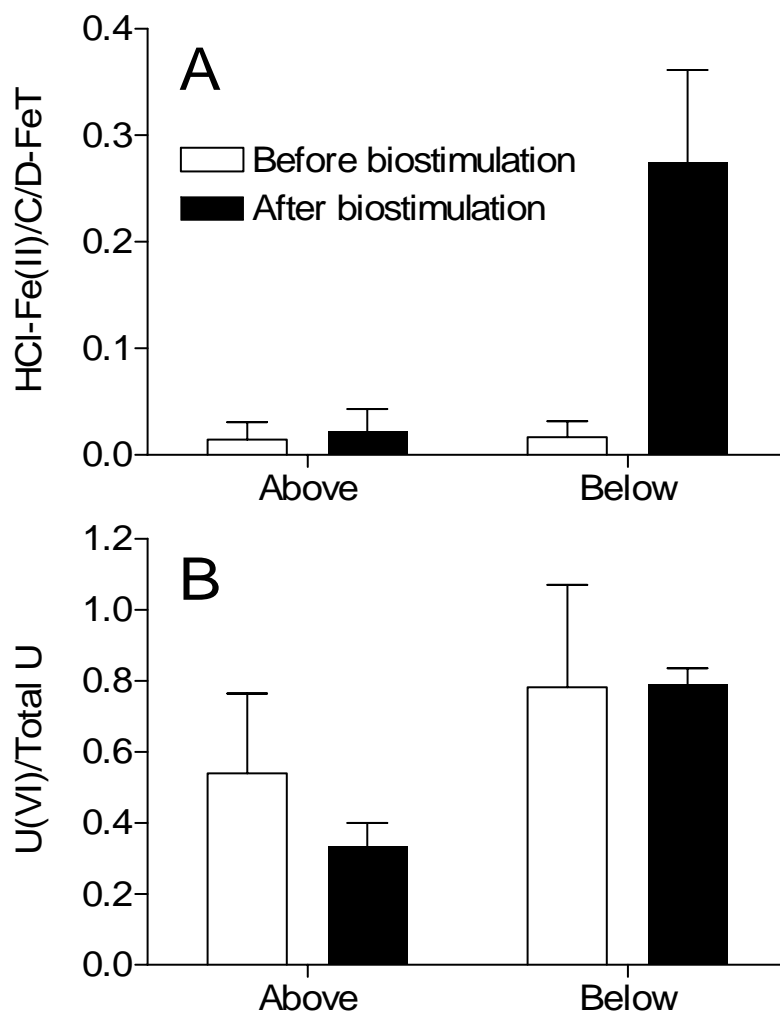 HCl-Fe(II)/C/D-FeT
0.4
0.3
0.2
0.1
0.0
A
Before biostimulation
After biostimulation
Above Below
U(VI)/Total U
1.2
1.0
0.8
0.6
0.4
0.2
0.0
B
Above Below